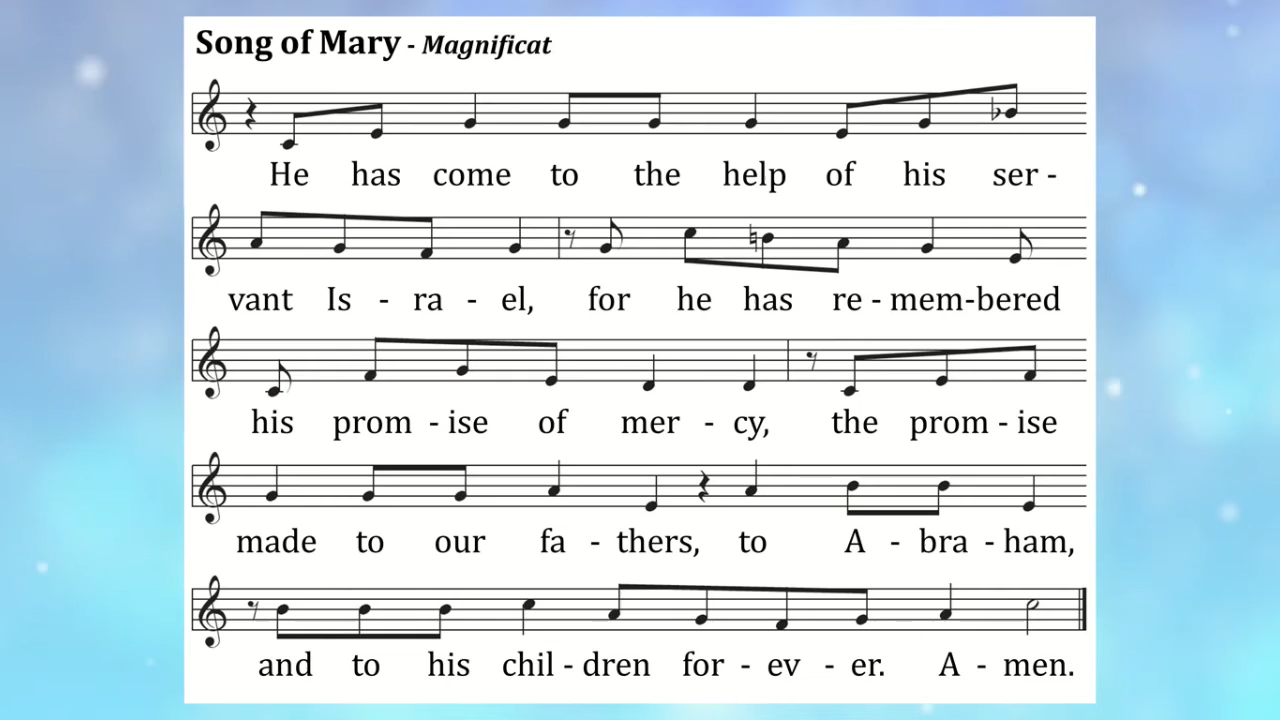 Song of Mary - Magnificat
He has come to the help of his ser -
vant Is - ra - el, for he has re - mem-bered
his prom - ise of mer - cy, the prom - ise
made to our fa - thers, to A - bra - ham,
and to his chil - dren for - ev - er. A - men.